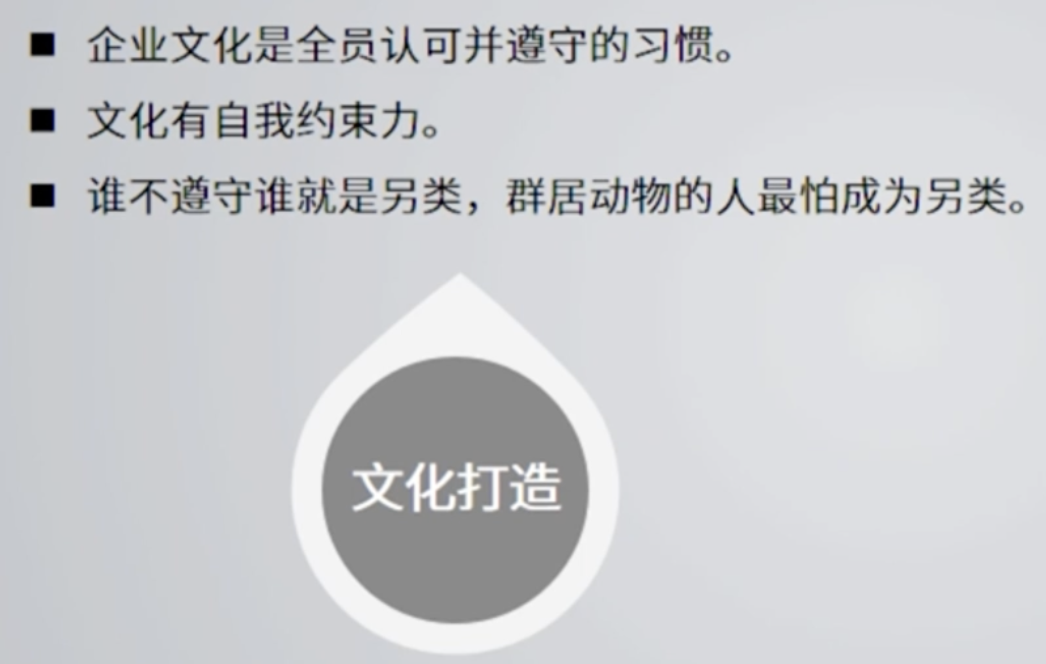 ■ 企业文化是全员认可并遵守的习惯。
■ 文化有自我约束力。
■ 谁不遵守谁就是另类，群居动物的人最怕成为另类。
文化打造